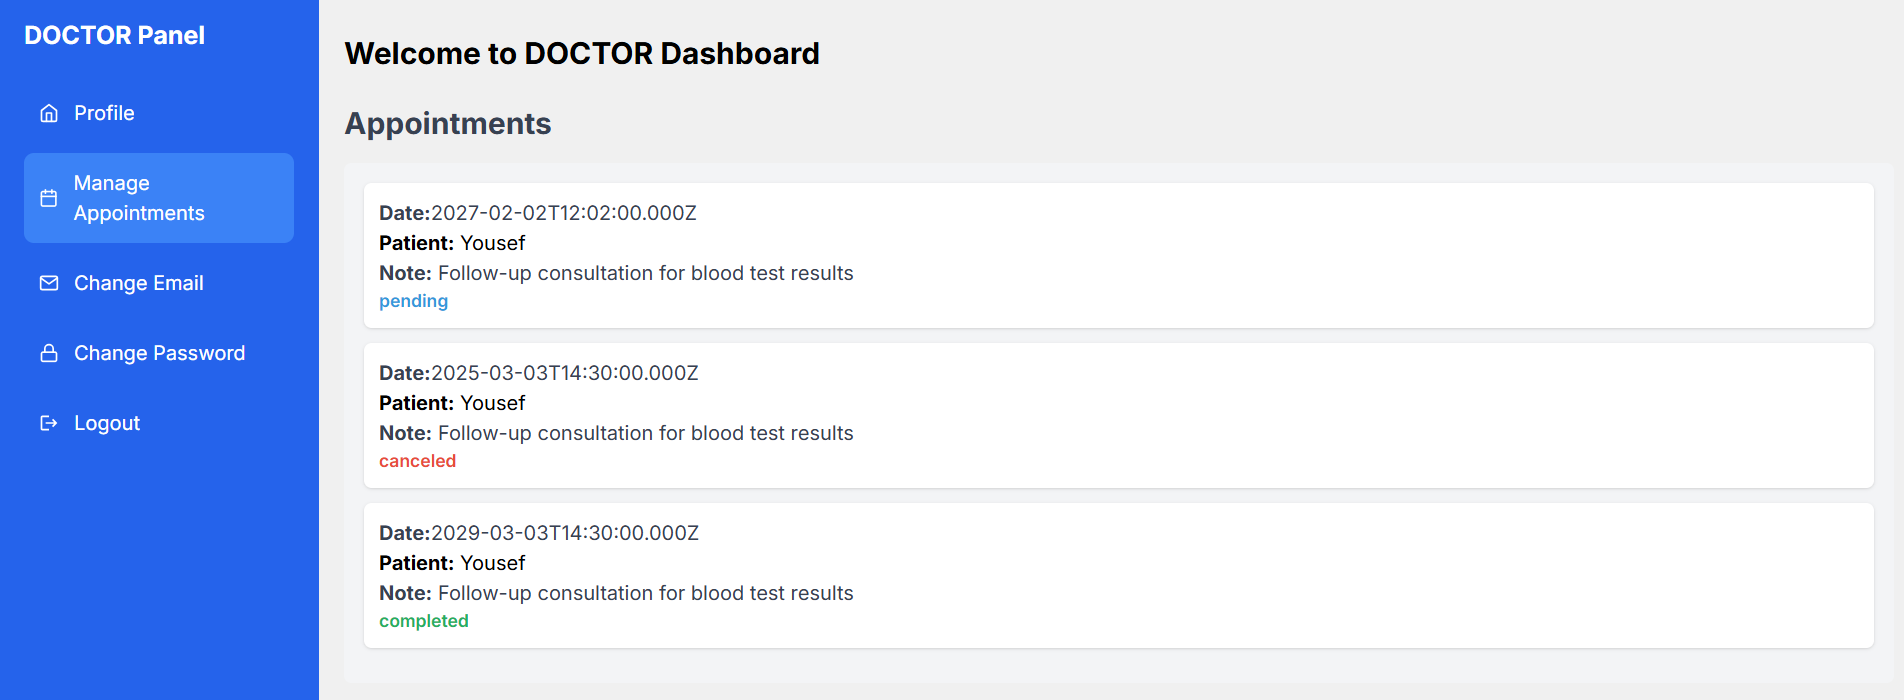 DOCTOR Panel
Profile
Manage
Appointments
Change Email
Change Password
Logout
Welcome to DOCTOR Dashboard
Appointments
Date:2027-02-02T12:02:00.000Z
Patient: Yousef
Note: Follow-up consultation for blood test results
pending
Date:2025-03-03T14:30:00.000Z
Patient: Yousef
Note: Follow-up consultation for blood test results
canceled
Date:2029-03-03T14:30:00.000Z
Patient: Yousef
Note: Follow-up consultation for blood test results
completed